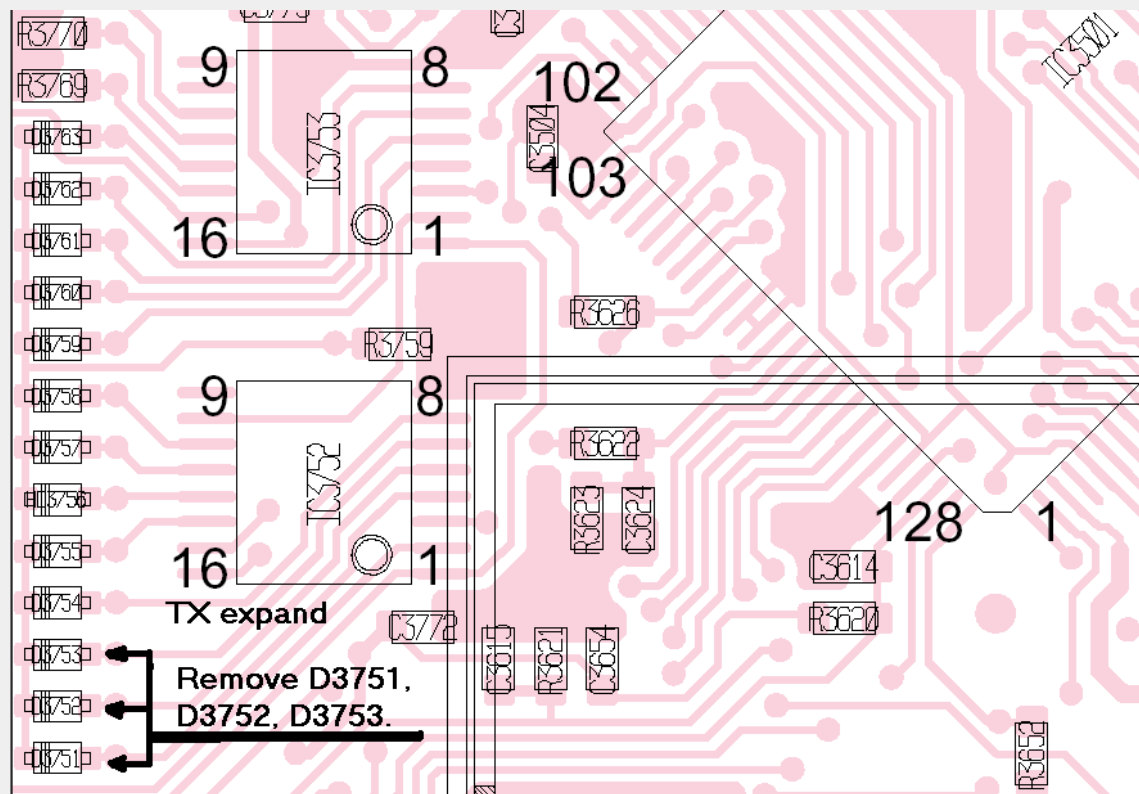 R3770
C3773
IC3501
9
8
102
R3769
IC3753
C3504
D3763
103
D3762
16
1
D3761
D3760
R3626
D3759
R3759
9
8
D3758
R3622
D3757
IC3752
D3756
R3623
C3624
128
1
D3755
16
1
C3614
D3754
TX expand
C3772
R3620
D3753
Remove D3751,
C3615
R3621
C3654
D3752
D3752, D3753.
D3751
R3652